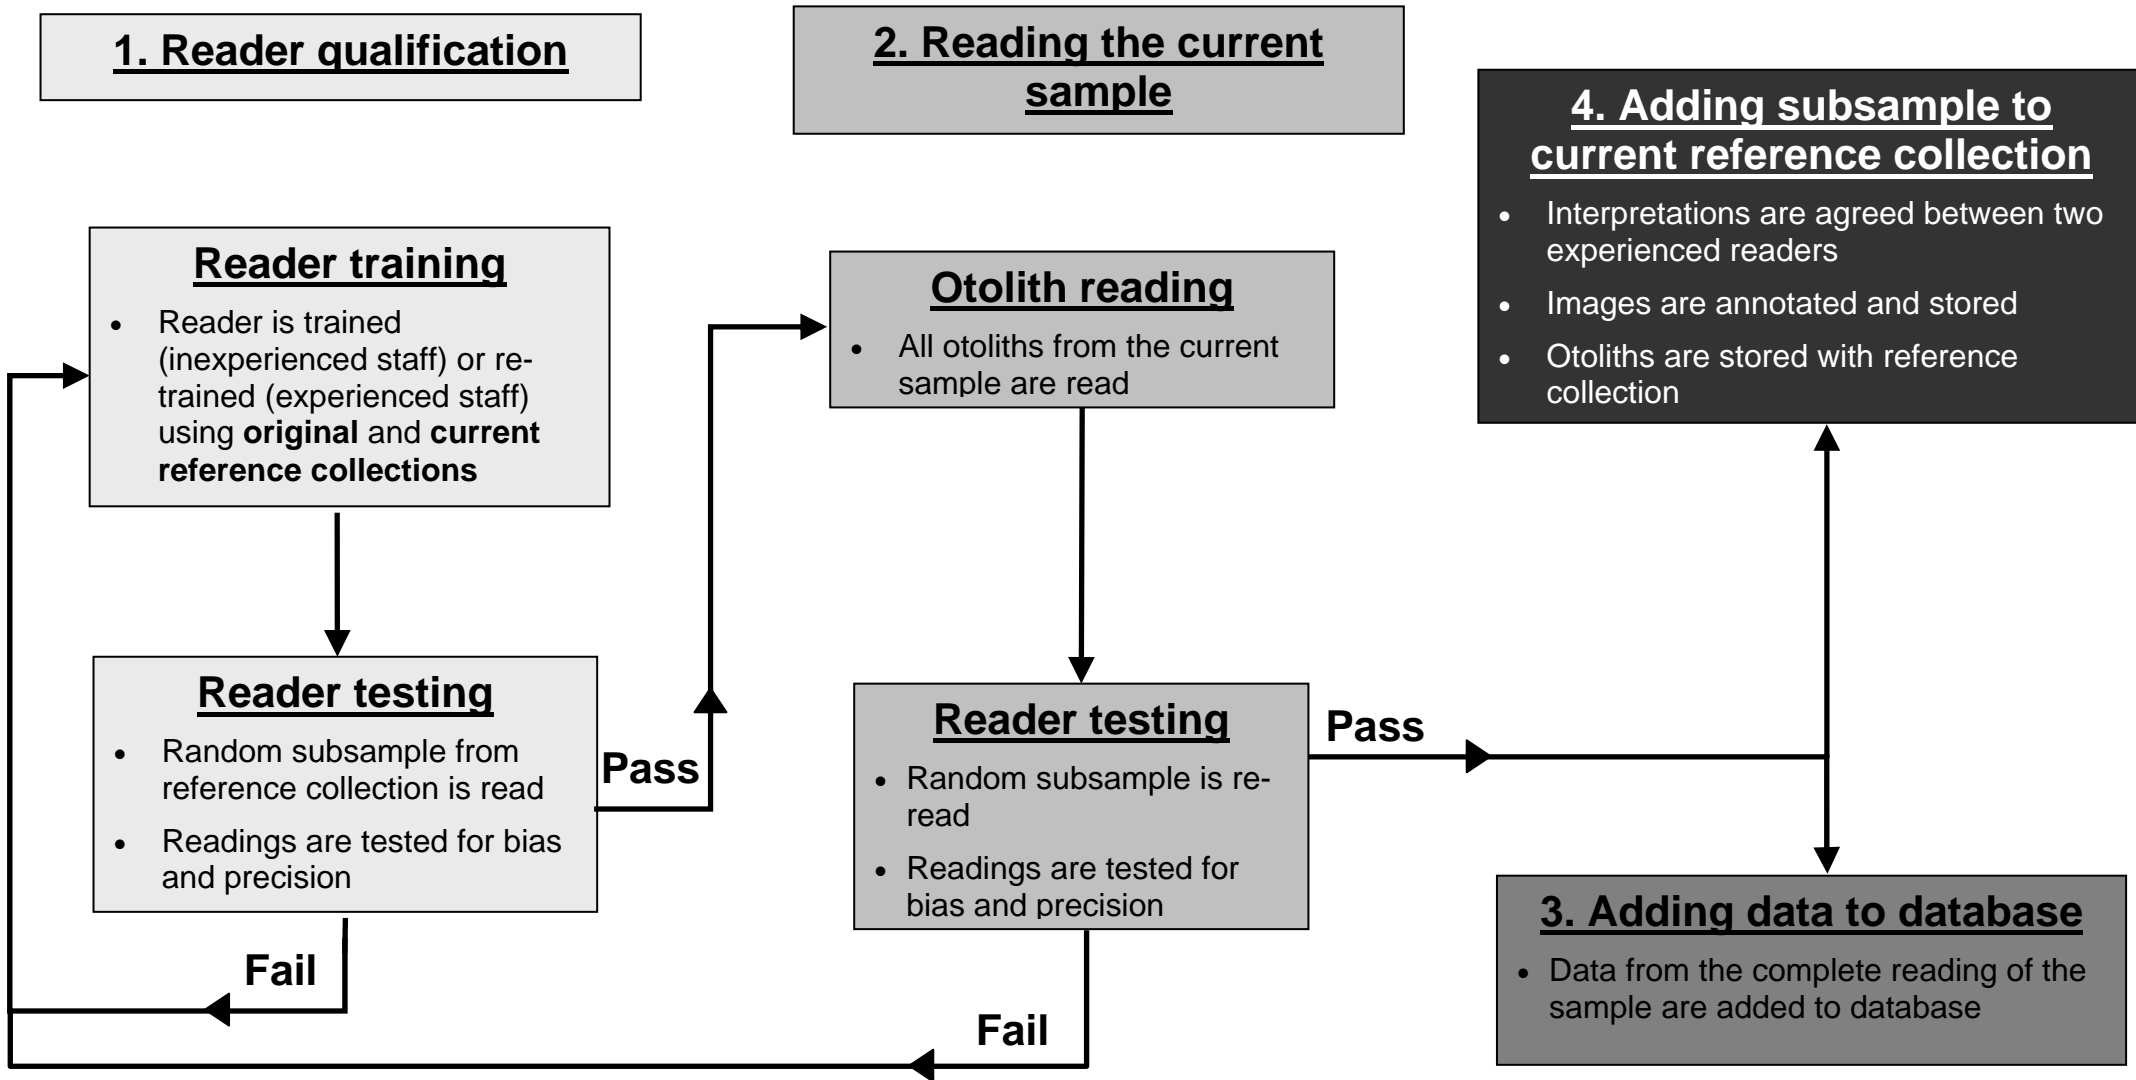 1. Reader qualification
Reader training
• Reader is trained
(inexperienced staff) or re-
trained (experienced staff)
using original and current
reference collections
Reader testing
• Random subsample from
reference collection is read
• Readings are tested for bias
and precision
Pass
Fail
2. Reading the current
sample
Otolith reading
• All otoliths from the current
sample are read
Reader testing
• Random subsample is re-
read
• Readings are tested for
bias and precision
Pass
Fail
4. Adding subsample to
current reference collection
• Interpretations are agreed between two
experienced readers
• Images are annotated and stored
• Otoliths are stored with reference
collection
3. Adding data to database
• Data from the complete reading of the
sample are added to database